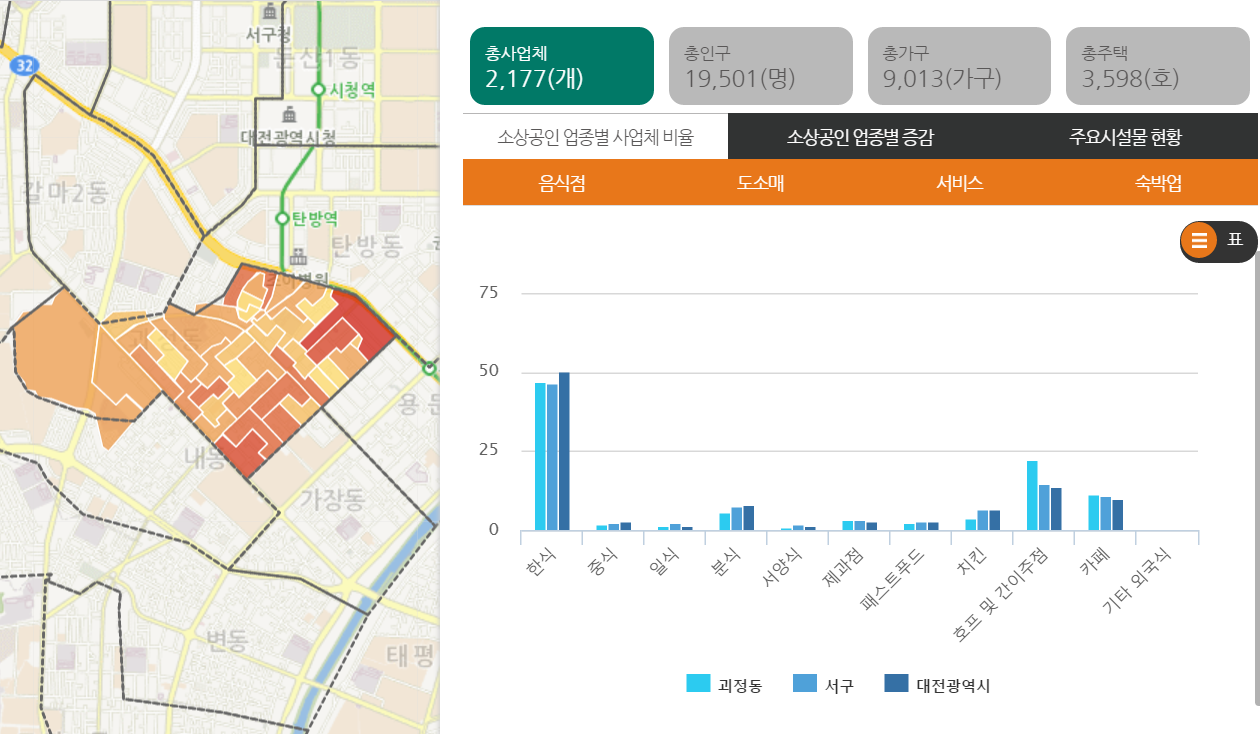 서구청
둔산1동
32
시청역
대전광역시청
갈마2동
탄방역
탄방동
괴정동
용문
내동
가장동
변동
태평
총사업체
2,177(개)
총인구
19,501(명)
총가구
9,013(가구)
총주택
3,598(호)
소상공인 업종별 사업체 비율
소상공인 업종별 증감
주요시설물 현황
음식점
도소매
서비스
숙박업
표
75
50
25
0
한식
중식
일식
분식
서양식
제과점
패스트푸드
치킨
호프 및 간이주점
카페
기타 외국식
괴정동
서구
대전광역시